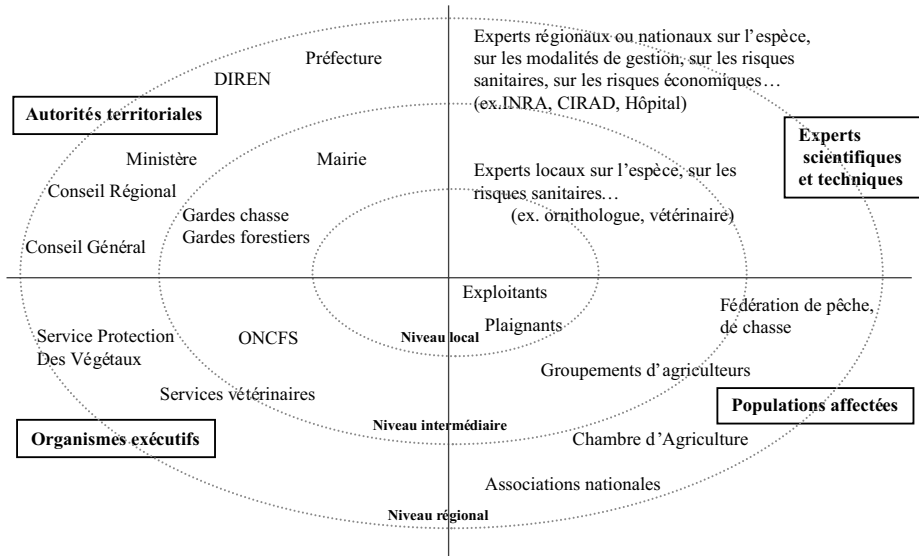 Préfecture
DIREN
Autorités territoriales
Ministère
Mairie
Conseil Régional
Gardes chasse
Gardes forestiers
Conseil Général
Experts régionaux ou nationaux sur l'espèce,
sur les modalités de gestion, sur les risques
sanitaires, sur les risques économiques…
(ex.INRA, CIRAD, Hôpital)
Experts
scientifiques
et techniques
Experts locaux sur l'espèce, sur les
risques sanitaires…
(ex. ornithologue, vétérinaire)
Service Protection
Des Végétaux
ONCFS
Services vétérinaires
Organismes exécutifs
Niveau local
Niveau intermédiaire
Niveau régional
Exploitants
Plaignants
Fédération de pêche,
de chasse
Groupements d'agriculteurs
Populations affectées
Chambre d'Agriculture
Associations nationales